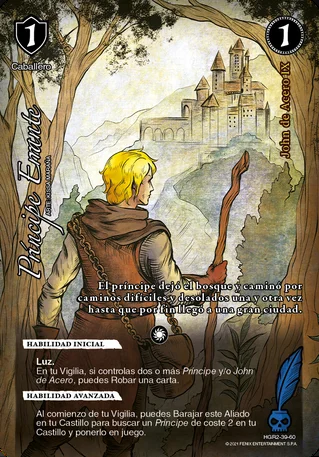 1
1
Caballero
John de Acero IX
Príncipe Errante
El príncipe dejó el bosque y caminó por
caminos difíciles y desolados una y otra vez
hasta que por fin llegó a una gran ciudad.
HABILIDAD INICIAL
Luz.
En tu Vigilia, si controlas dos o más Príncipe y/o John
de Acero, puedes Robar una carta.
HABILIDAD AVANZADA
Al comienzo de tu Vigilia, puedes Barajar este Aliado
en tu Castillo para buscar un Príncipe de coste 2 en tu
Castillo y ponerlo en juego.
HGR2-39-60
© 2021 FENIX ENTERTAINMENT S.P.A.